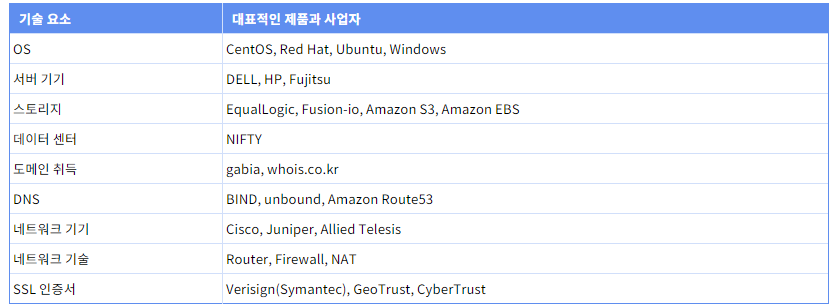 기술 요소 대표적인 제품과 사업자
OS CentOS, Red Hat, Ubuntu, Windows
서버 기기 DELL, HP, Fujitsu
스토리지 EqualLogic, Fusion-io, Amazon S3, Amazon EBS
데이터 센터 NIFTY
도메인 취득 gabia, whois.co.kr
DNS BIND, unbound, Amazon Route53
네트워크 기기 Cisco, Juniper, Allied Telesis
네트워크 기술 Router, Firewall, NAT
SSL 인증서 Verisign(Symantec), GeoTrust, CyberTrust